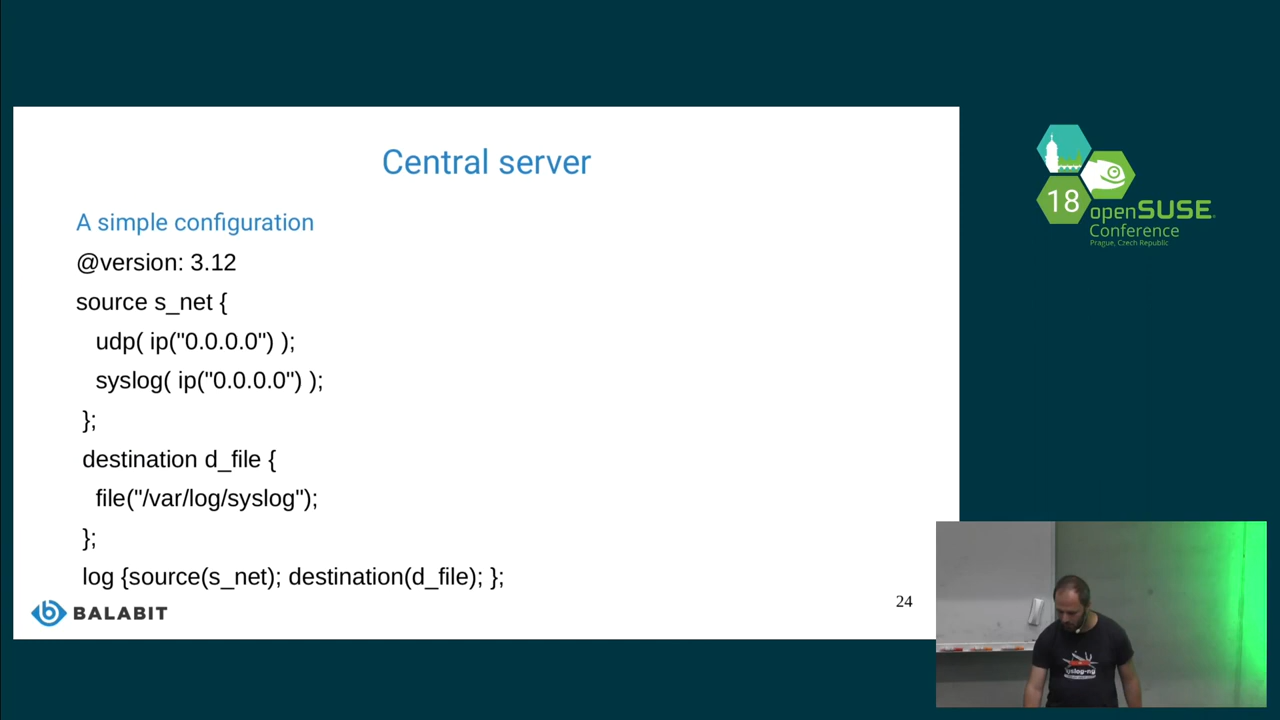 Central server
A simple configuration
@version: 3.12
source s_net {
udp( ip("0.0.0.0") );
syslog( ip("0.0.0.0") );
};
destination d_file {
file("/var/log/syslog");
};
log {source(s_net); destination(d_file); };
BALABIT
24
18
openSUSE
Conference
Prague, Czech Republic
syslog-ng